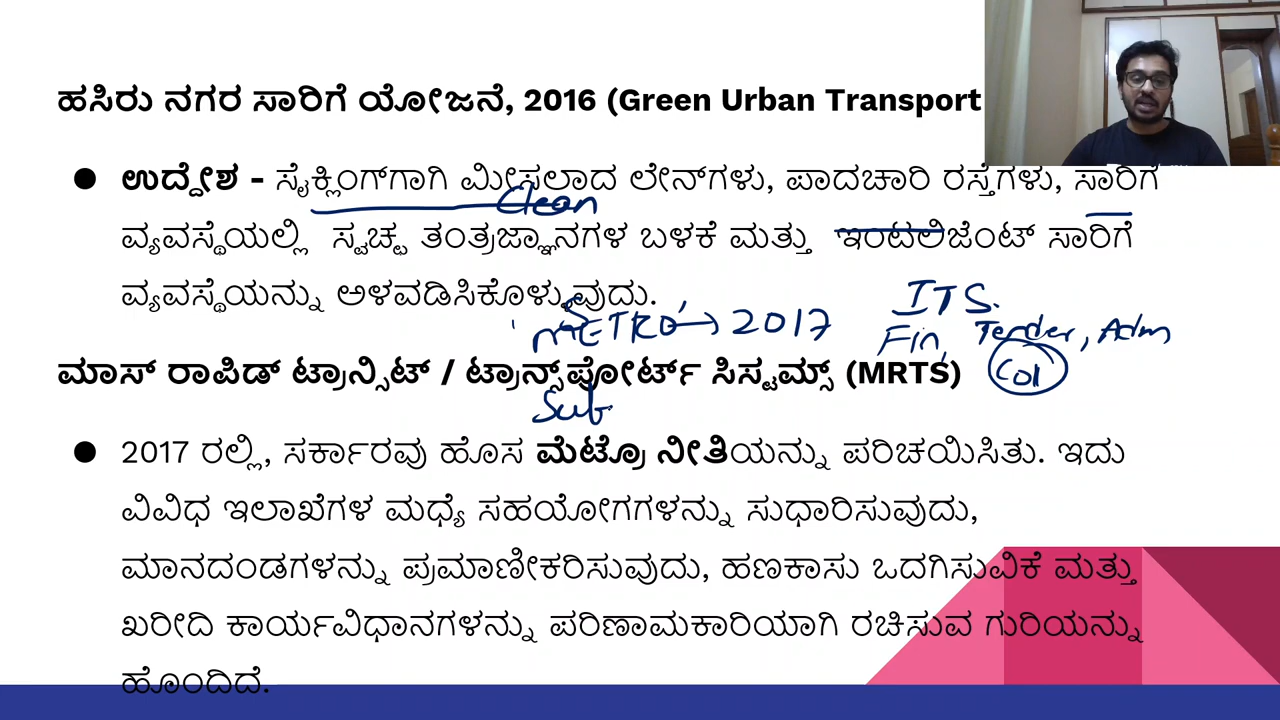 ಹಸಿರು ನಗರ ಸಾರಿಗೆ ಯೋಜನೆ, 2016 (Green Urban Transport
● ಉದ್ದೇಶ - ಸೈಕ್ಲಿಂಗ್‌ಗಾಗಿ ಮೀಸಲಾದ ಲೇನ್‌ಗಳು, ಪಾದಚಾರಿ ರಸ್ತೆಗಳು, ಸಾರಿಗೆ
Clean
ವ್ಯವಸ್ಥೆಯಲ್ಲಿ ಸ್ವಚ್ಛ ತಂತ್ರಜ್ಞಾನಗಳ ಬಳಕೆ ಮತ್ತು ಇಂಟಲಿಜೆಂಟ್ ಸಾರಿಗೆ
ವ್ಯವಸ್ಥೆಯನ್ನು ಅಳವಡಿಸಿಕೊಳ್ಳುವುದು.
ITS.
METRO → 2017 Fin, Tender, Adm
ಮಾಸ್ ರಾಪಿಡ್ ಟ್ರಾನ್ಸಿಟ್ / ಟ್ರಾನ್ಸ್‌ಪೋರ್ಟ್ ಸಿಸ್ಟಮ್ಸ್ (MRTS)
Sub
● 2017 ರಲ್ಲಿ, ಸರ್ಕಾರವು ಹೊಸ ಮೆಟ್ರೊ ನೀತಿಯನ್ನು ಪರಿಚಯಿಸಿತು. ಇದು
ವಿವಿಧ ಇಲಾಖೆಗಳ ಮಧ್ಯೆ ಸಹಯೋಗಗಳನ್ನು ಸುಧಾರಿಸುವುದು,
ಮಾನದಂಡಗಳನ್ನು ಪ್ರಮಾಣೀಕರಿಸುವುದು, ಹಣಕಾಸು ಒದಗಿಸುವಿಕೆ ಮತ್ತು
ಖರೀದಿ ಕಾರ್ಯವಿಧಾನಗಳನ್ನು ಪರಿಣಾಮಕಾರಿಯಾಗಿ ರಚಿಸುವ ಗುರಿಯನ್ನು
ಹೊಂದಿದೆ.